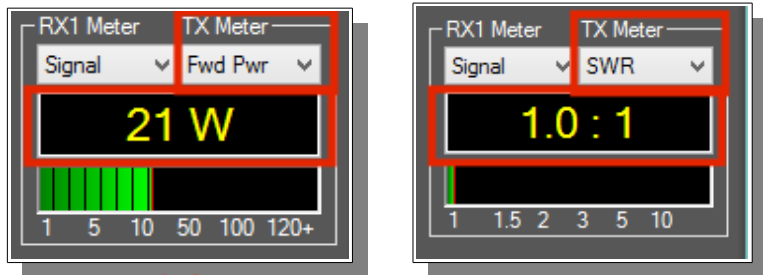 RX1 Meter TX Meter
Signal Fwd Pwr
21 W
1 5 10 50 100 120+
RX1 Meter TX Meter
Signal SWR
1.0 : 1
1 1.5 2 3 5 10